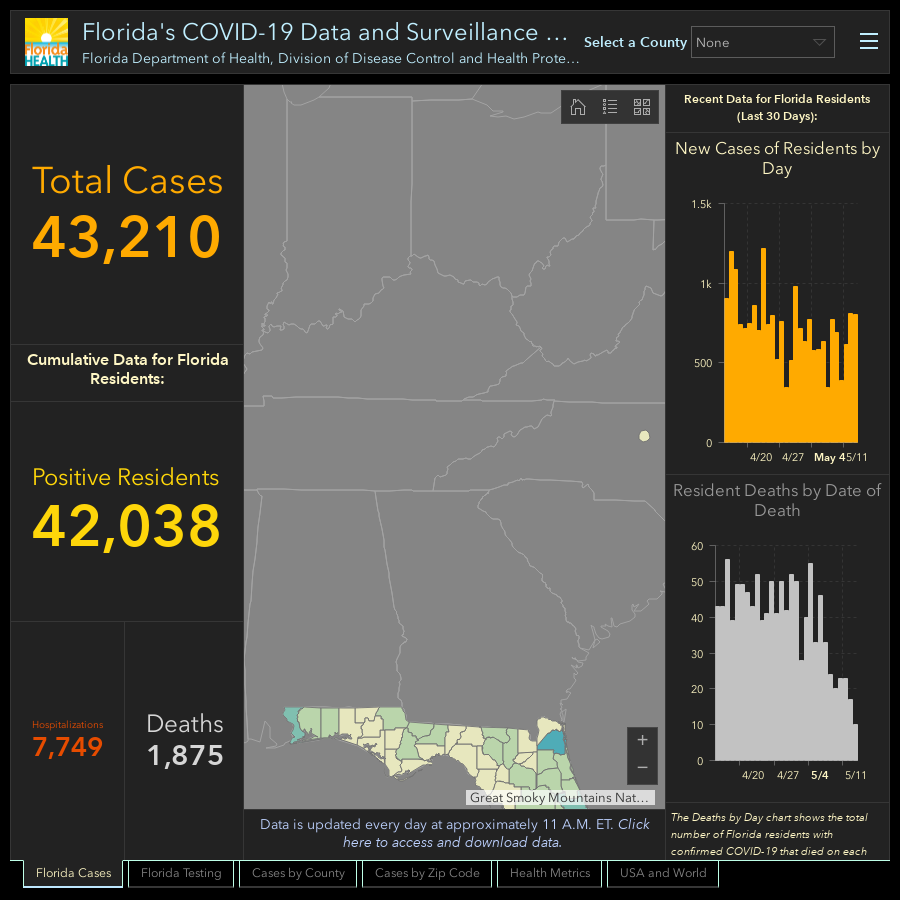 Florida
HEALTH
Florida's COVID-19 Data and Surveillance ...
Florida Department of Health, Division of Disease Control and Health Prote...
Select a County
None
Total Cases
43,210
Cumulative Data for Florida
Residents:
Positive Residents
42,038
Hospitalizations
7,749
Deaths
1,875
+
−
Great Smoky Mountains Nat...
Data is updated every day at approximately 11 A.M. ET. Click
here to access and download data.
Recent Data for Florida Residents
(Last 30 Days):
New Cases of Residents by
Day
1.5k
1k
500
0
4/20 4/27 May 4 5/11
Resident Deaths by Date of
Death
60
50
40
30
20
10
0
4/20 4/27 5/4 5/11
The Deaths by Day chart shows the total
number of Florida residents with
confirmed COVID-19 that died on each
Florida Cases
Florida Testing
Cases by County
Cases by Zip Code
Health Metrics
USA and World